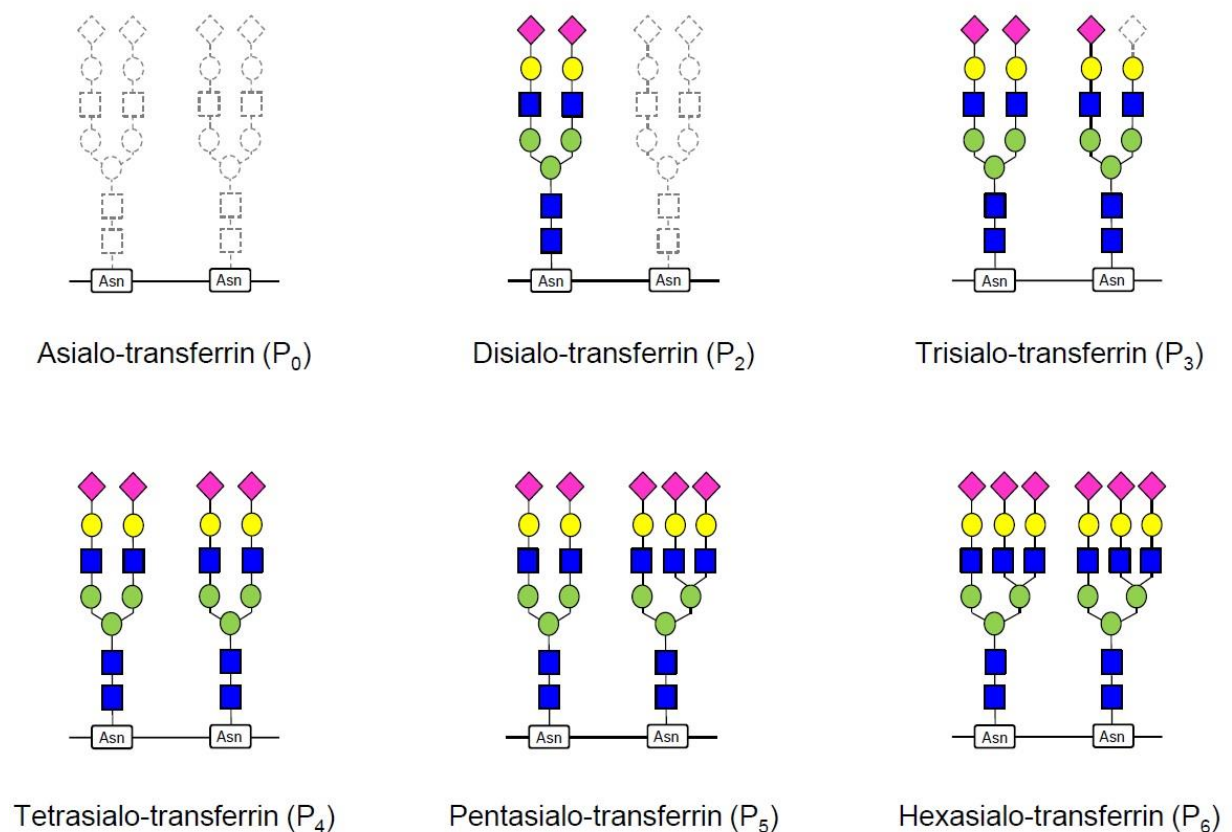 Asn Asn
Asn Asn
Asn Asn
Asialo-transferrin (P₀)
Disialo-transferrin (P₂)
Trisialo-transferrin (P₃)
Asn Asn
Asn Asn
Asn Asn
Tetrasialo-transferrin (P₄)
Pentasialo-transferrin (P₅)
Hexasialo-transferrin (P₆)